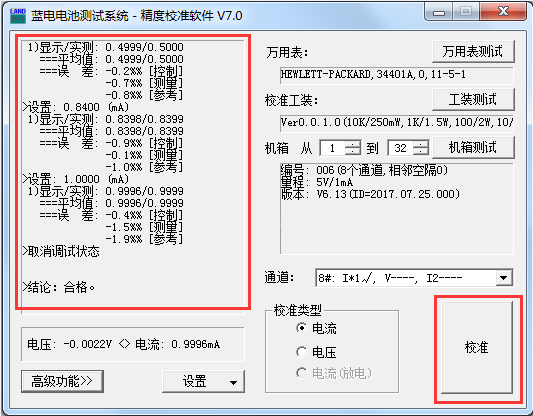 LAND 蓝电电池测试系统 - 精度校准软件 V7.0
1)显示/实测: 0.4999/0.5000
===平均值: 0.4999/0.5000
===误 差: -0.2%% [控制]
-0.7%% [测量]
-0.8%% [参考]
>设置: 0.8400 (mA)
1)显示/实测: 0.8398/0.8399
===平均值: 0.8398/0.8399
===误 差: -0.9%% [控制]
-0.1%% [测量]
-1.0%% [参考]
>设置: 1.0000 (mA)
1)显示/实测: 0.9996/0.9999
===平均值: 0.9996/0.9999
===误 差: -0.4%% [控制]
-1.5%% [测量]
-1.9%% [参考]
>取消调试状态
>结论: 合格。
电压: -0.0022V <> 电流: 0.9996mA
高级功能>>
设置
万用表:
万用表测试
HEWLETT-PACKARD,34401A,0,11-5-1
校准工装:
工装测试
Ver0.0.1.0(10K/250mW,1K/1.5W,100/2W,10/
机箱 从 1 到 32
机箱测试
编号: 006(8个通道,相邻空隔0)
量程: 5V/1mA
版本: V6.13(ID=2017.07.25.000)
通道:
8#: I*1√, V----, I2----
校准类型
电流
电压
电流(放电)
校准